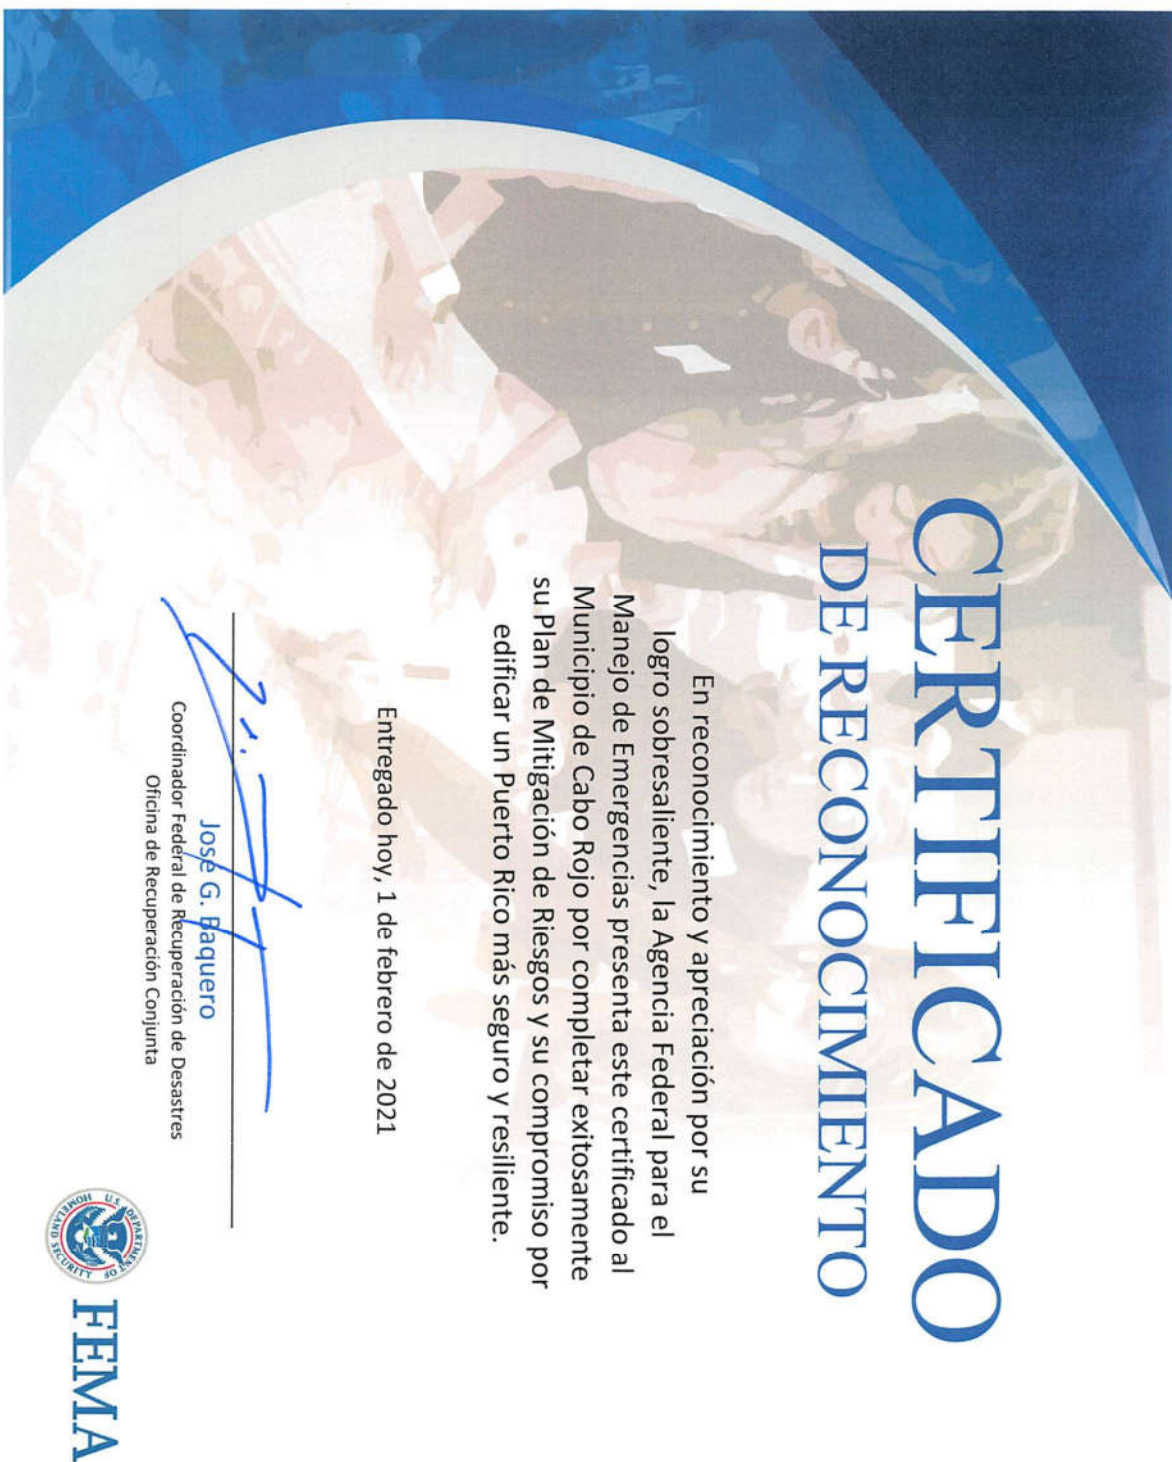 CERTIFICADO
DE RECONOCIMIENTO
En reconocimiento y apreciación por su
logro sobresaliente, la Agencia Federal para el
Manejo de Emergencias presenta este certificado al
Municipio de Cabo Rojo por completar exitosamente
su Plan de Mitigación de Riesgos y su compromiso por
edificar un Puerto Rico más seguro y resiliente.
Entregado hoy, 1 de febrero de 2021
José G. Baquero
Coordinador Federal de Recuperación de Desastres
Oficina de Recuperación Conjunta
U.S. DEPARTMENT OF
HOMELAND SECURITY
FEMA